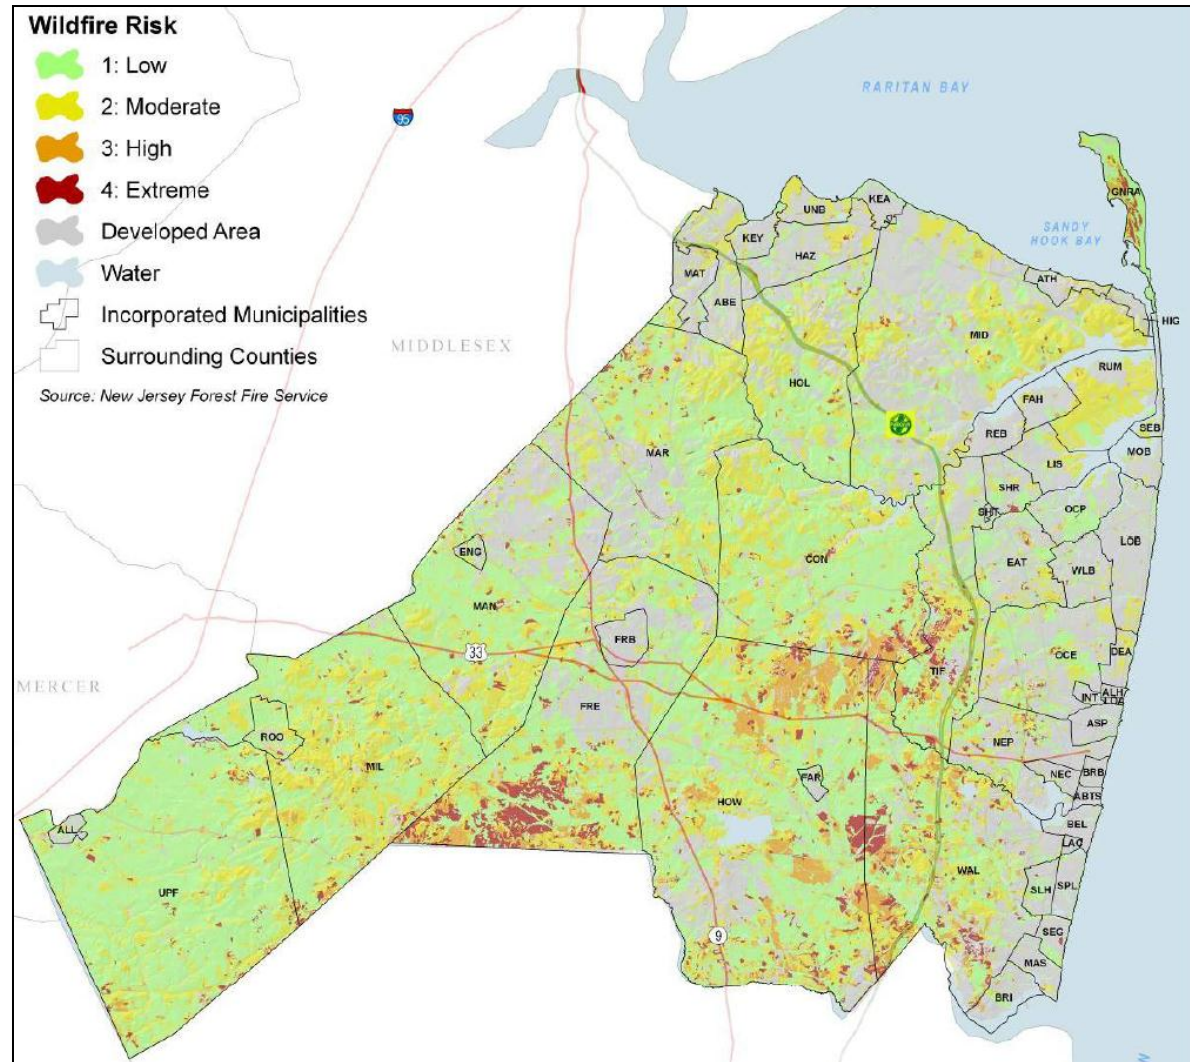 Wildfire Risk
1: Low
2: Moderate
3: High
4: Extreme
Developed Area
Water
Incorporated Municipalities
Surrounding Counties
Source: New Jersey Forest Fire Service
95
RARITAN BAY
SANDY
HOOK BAY
MIDDLESEX
MERCER
GNRA
KEA
UNB
KEY
HAZ
MAT
ABE
ATH
HIG
MID
RUM
HOL
FAH
SEB
REB
MOB
MAR
LIS
SHR
SHT
OCP
LOB
ENG
CON
EAT
WLB
MAN
FRB
33
TIF
OCE
DEA
ALH
INT
FRE
ASP
ROO
NEP
MIL
NEC
BRB
FAR
ABTS
HOW
BEL
ALL
LAC
WAL
UPF
SLH
SPL
9
SEG
MAS
BRI
N